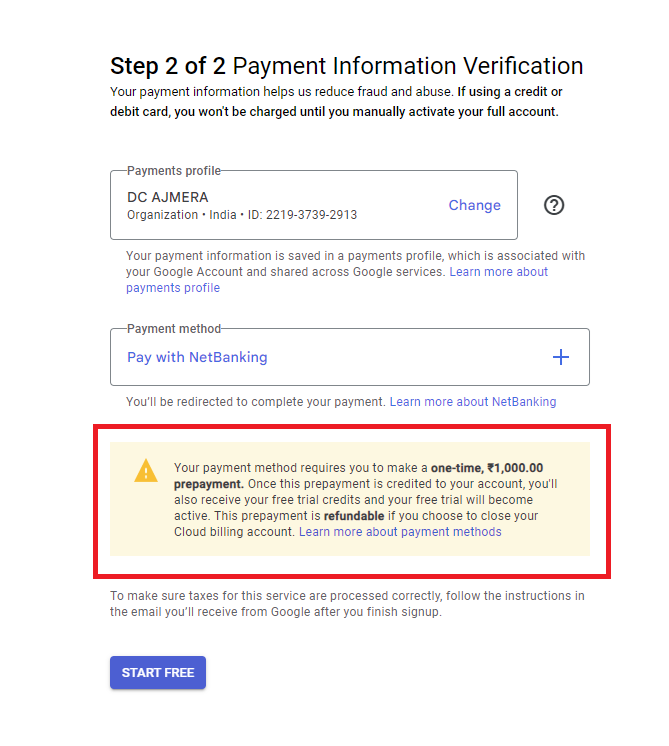 Step 2 of 2 Payment Information Verification
Your payment information helps us reduce fraud and abuse. If using a credit or
debit card, you won't be charged until you manually activate your full account.
Payments profile
DC AJMERA
Organization • India • ID: 2219-3739-2913
Change
Your payment information is saved in a payments profile, which is associated with
your Google Account and shared across Google services. Learn more about
payments profile
Payment method
Pay with NetBanking
You’ll be redirected to complete your payment. Learn more about NetBanking
Your payment method requires you to make a one-time, ₹1,000.00
prepayment. Once this prepayment is credited to your account, you'll
also receive your free trial credits and your free trial will become
active. This prepayment is refundable if you choose to close your
Cloud billing account. Learn more about payment methods
To make sure taxes for this service are processed correctly, follow the instructions in
the email you’ll receive from Google after you finish signup.
START FREE